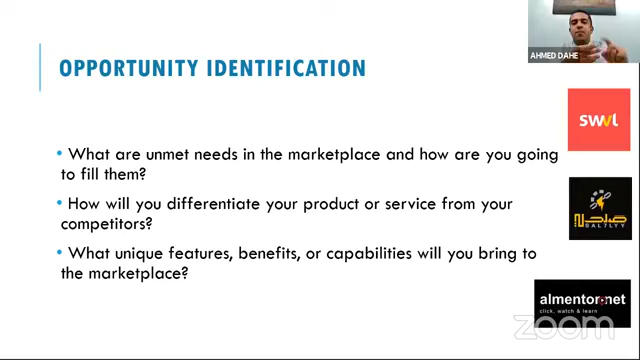 AHMED DAHE
OPPORTUNITY IDENTIFICATION
swvl
• What are unmet needs in the marketplace and how are you going
to fill them?
• How will you differentiate your product or service from your
competitors?
SAL7LYY
• What unique features, benefits, or capabilities will you bring to
the marketplace?
almentor.net
click, watch & learn
zoom